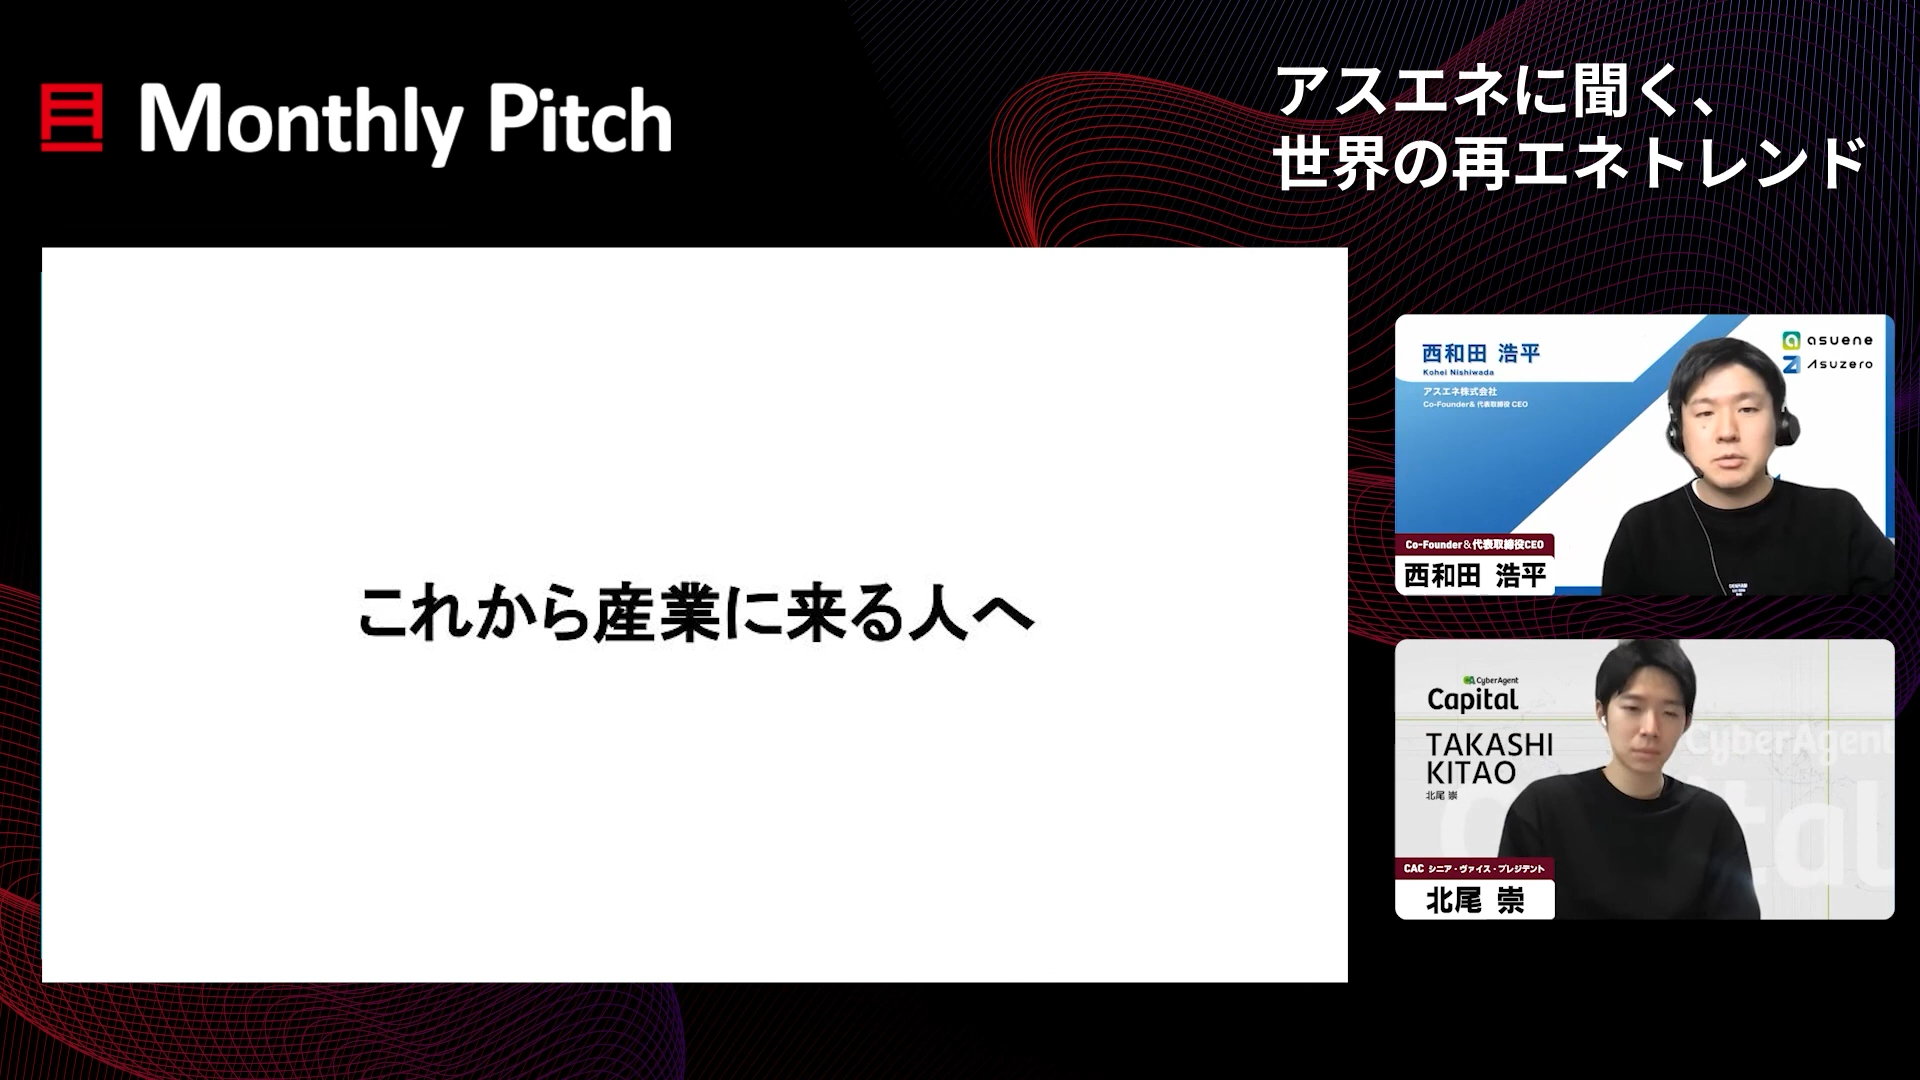 Monthly Pitch
アスエネに聞く、
世界の再エネトレンド
これから産業に来る人へ
西和田 浩平
Kohei Nishiwada
アスエネ株式会社
Co-Founder& 代表取締役 CEO
asuene
Asuzero
Co-Founder&代表取締役CEO
西和田 浩平
CyberAgent
Capital
TAKASHI
KITAO
北尾 崇
CyberAgent
CAC シニア・ヴァイス・プレジデント
北尾 崇